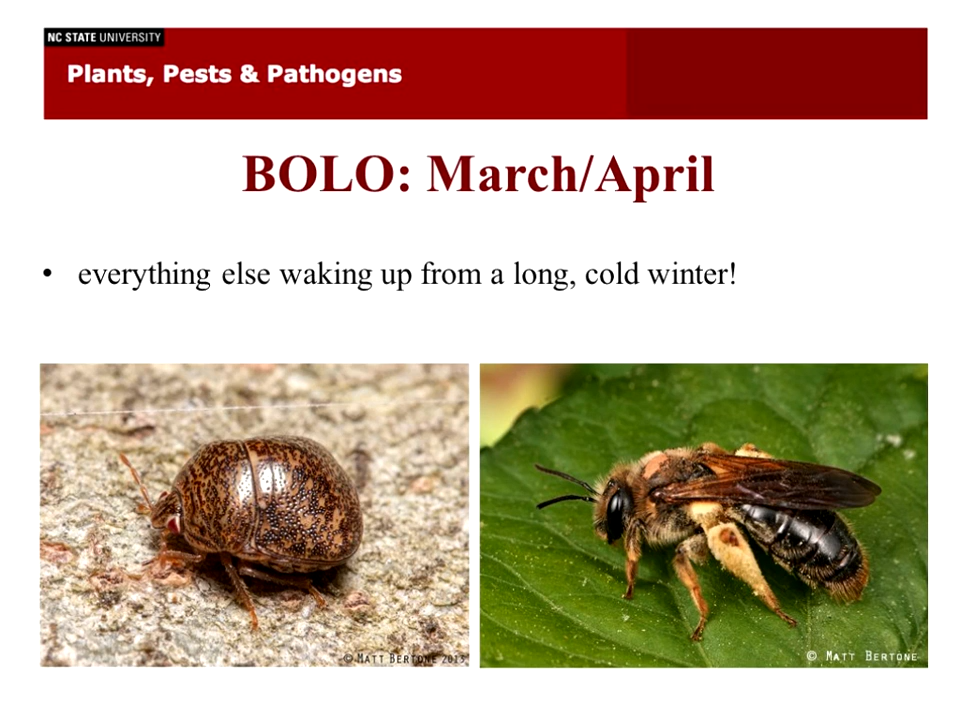 NC STATE UNIVERSITY
Plants, Pests & Pathogens
BOLO: March/April
• everything else waking up from a long, cold winter!
© MATT BERTONE 2013
© MATT BERTONE